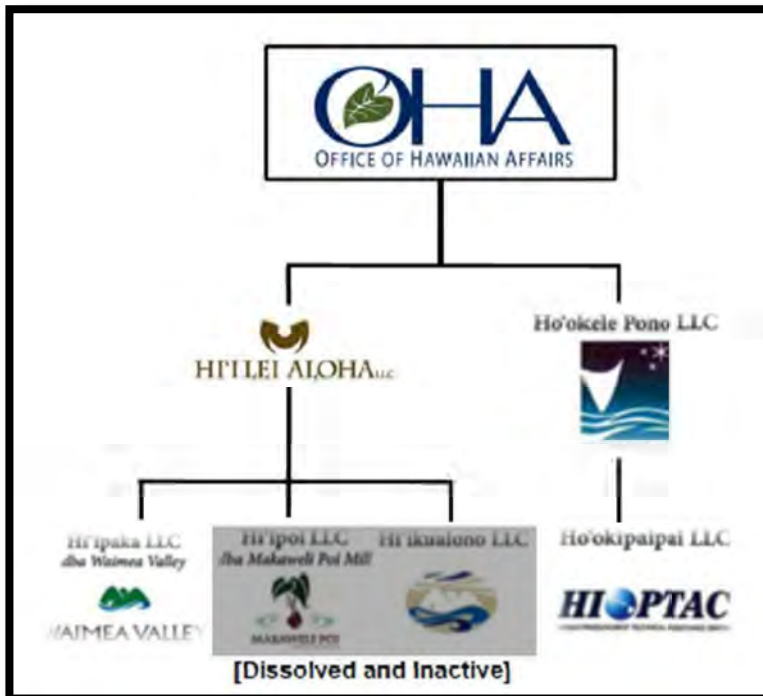 OHA
OFFICE OF HAWAIIAN AFFAIRS
HI'ILEI ALOHA LLC
Ho'okele Pono LLC
Hi'ipaka LLC
dba Waimea Valley
WAIMEA VALLEY
Hi'ipoi LLC
dba Makaweli Poi Mill
MAKAWELI POI
Hi'ikualono LLC
Ho'okipaipai LLC
HI PTAC
[Dissolved and Inactive]